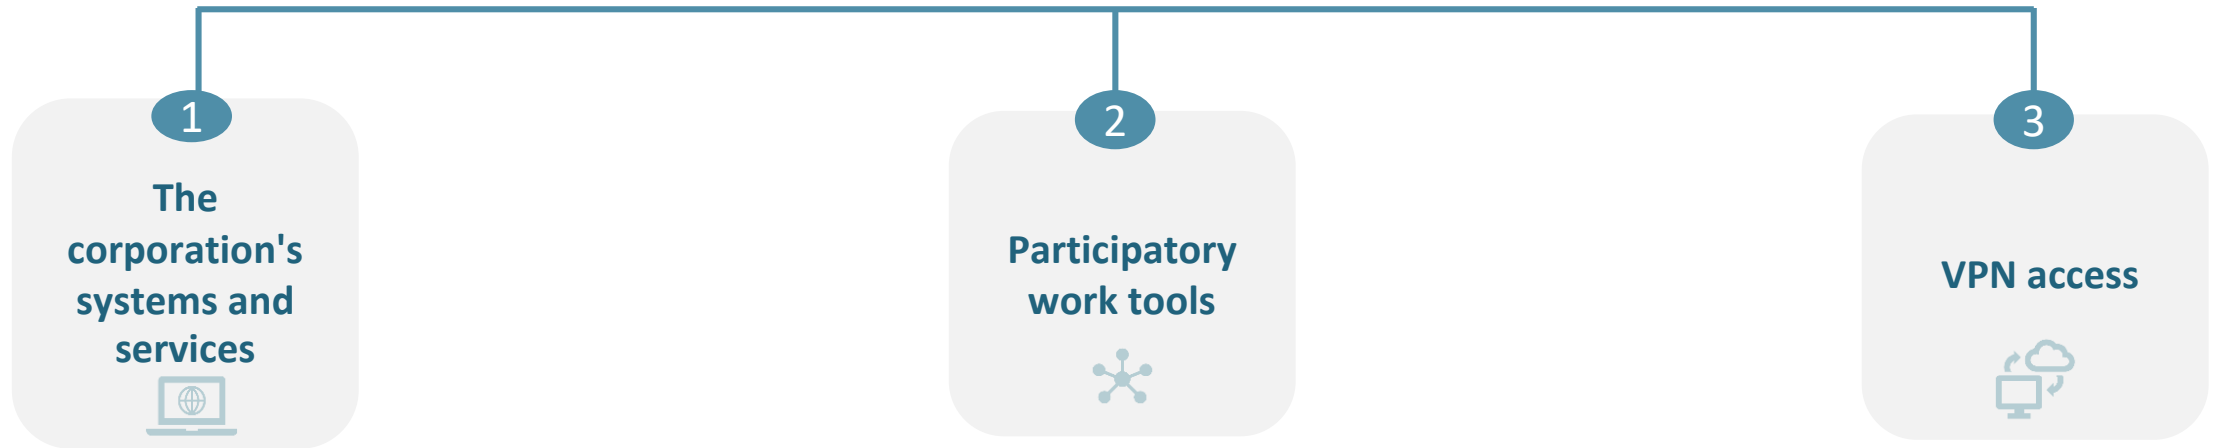 1
The
corporation's
systems and
services
2
Participatory
work tools
3
VPN access